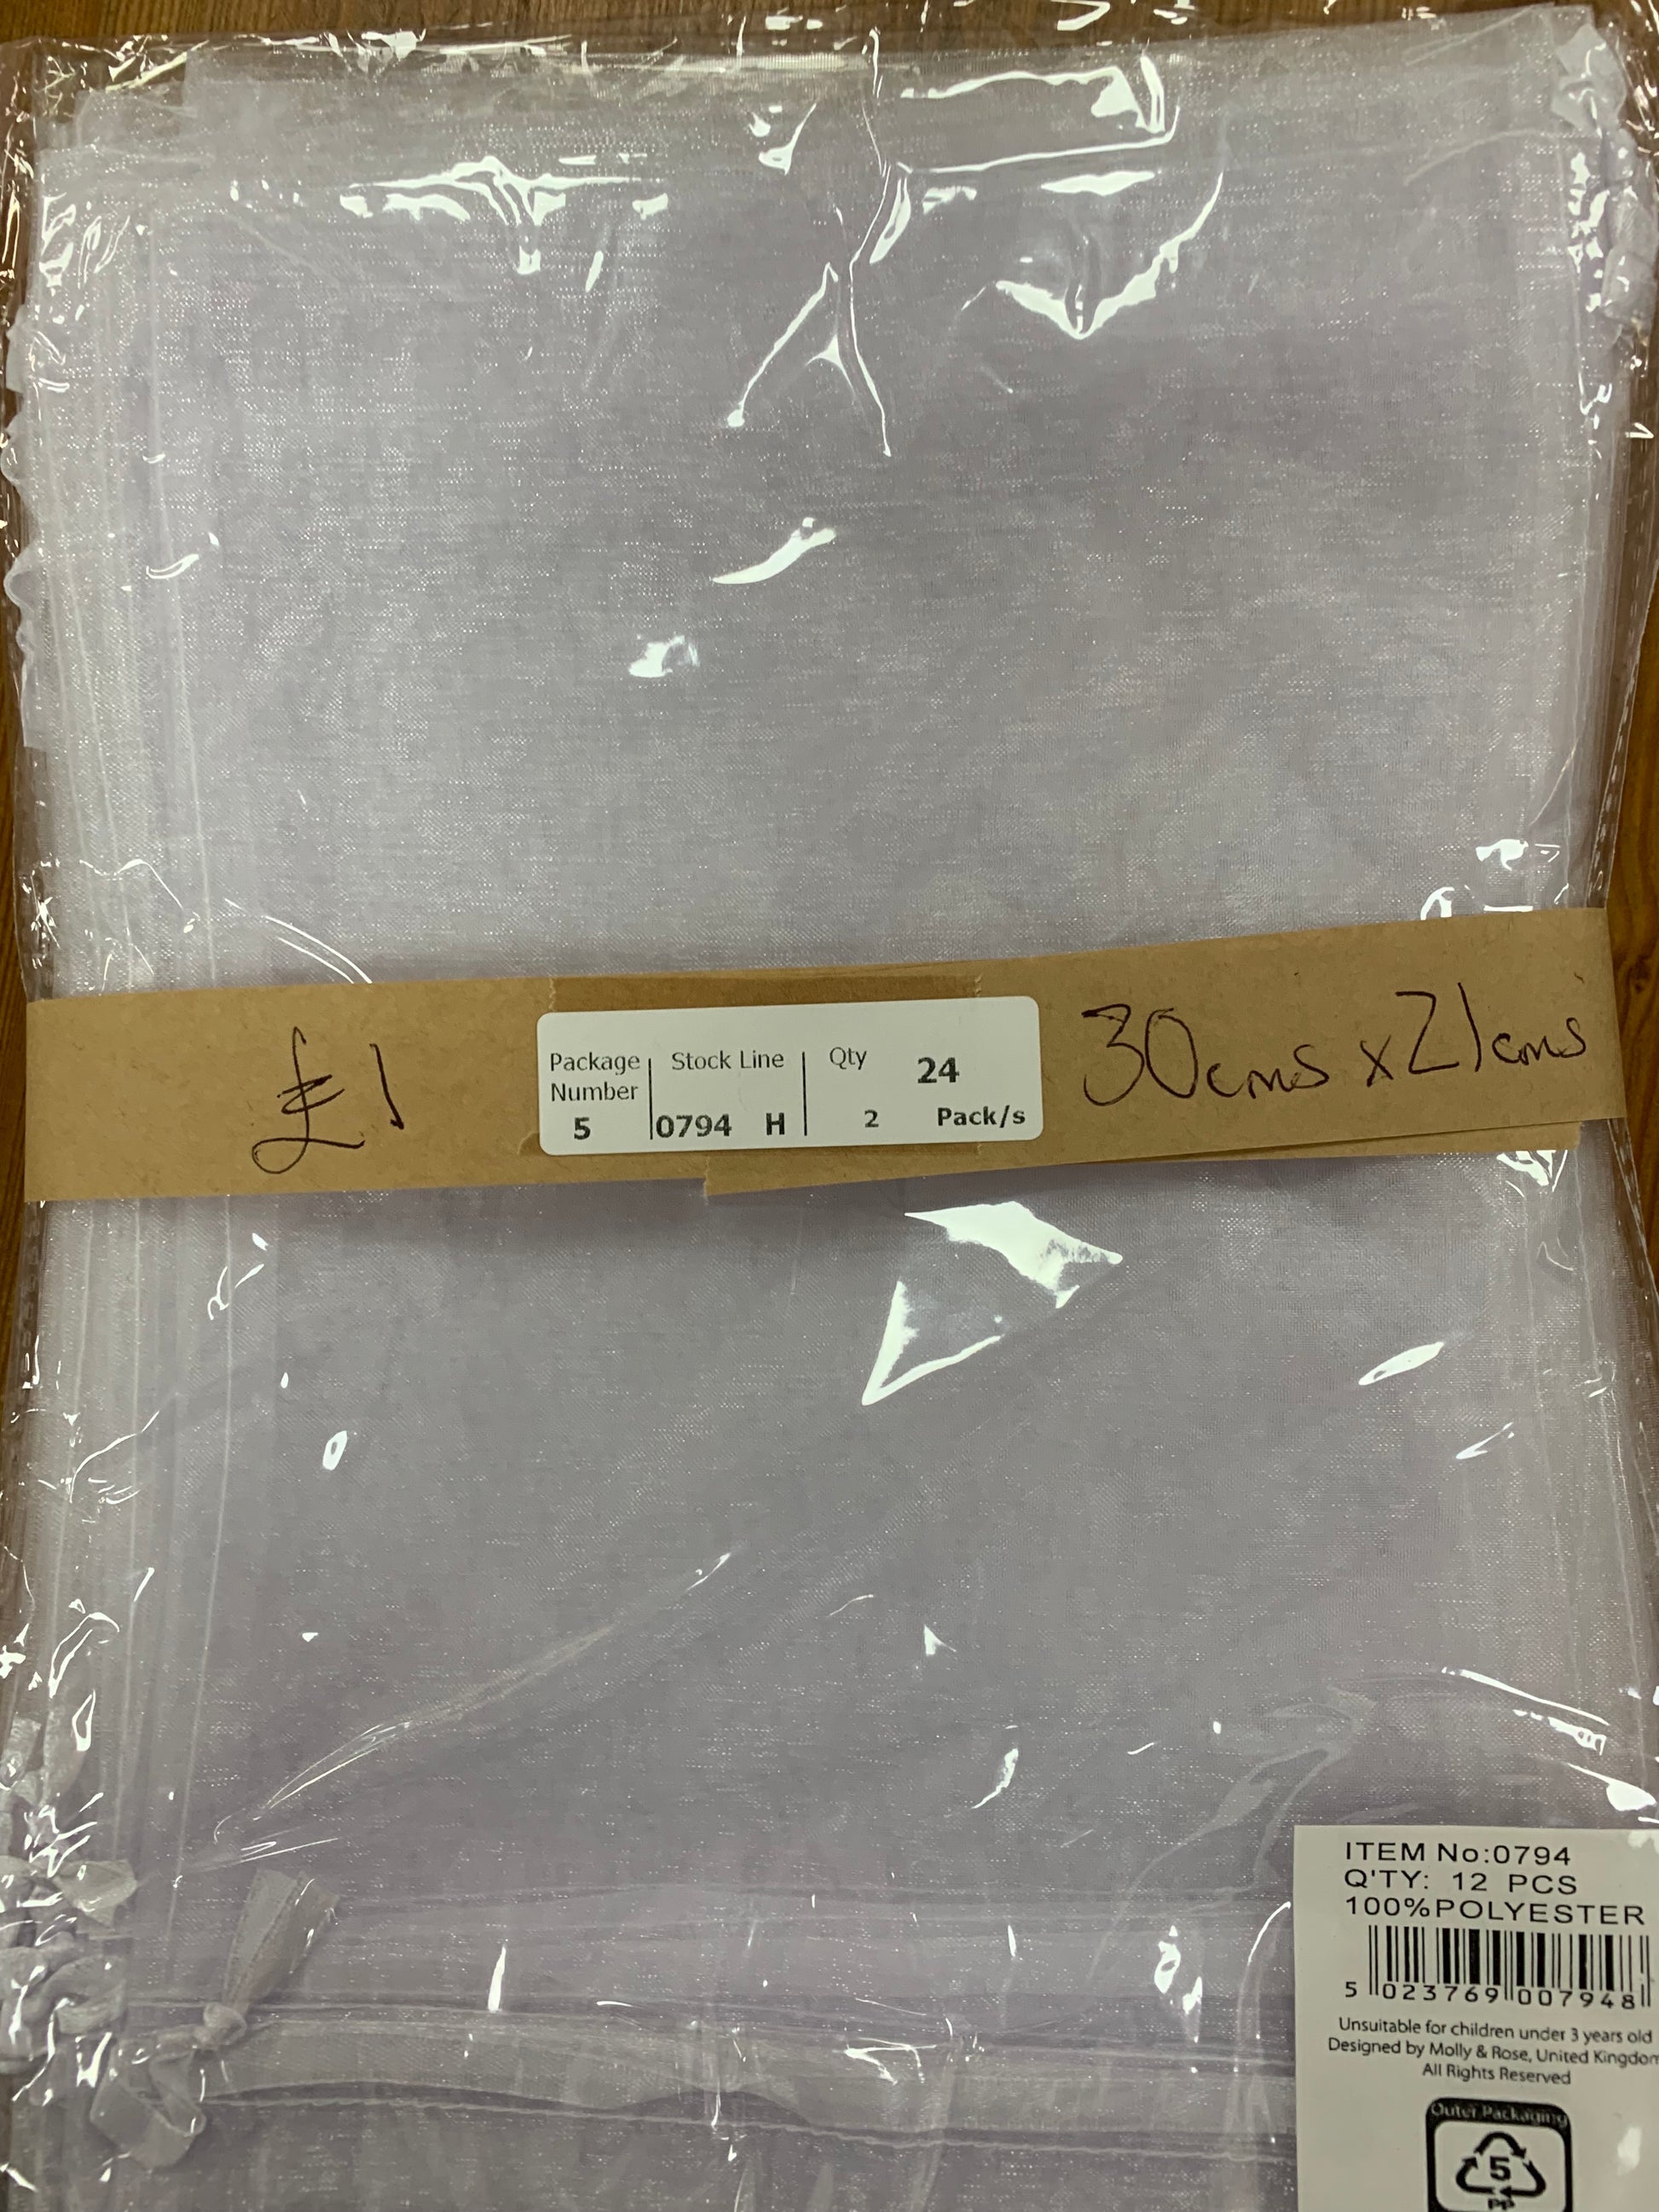 £1
Package Number
5
Stock Line
0794 H
Qty 24
2 Pack/s
30cms x 21cms
ITEM No:0794
Q'TY: 12 PCS
100%POLYESTER
5 023769 007948
Unsuitable for children under 3 years old
Designed by Molly & Rose, United Kingdom
All Rights Reserved
Outer Packaging
5
PP